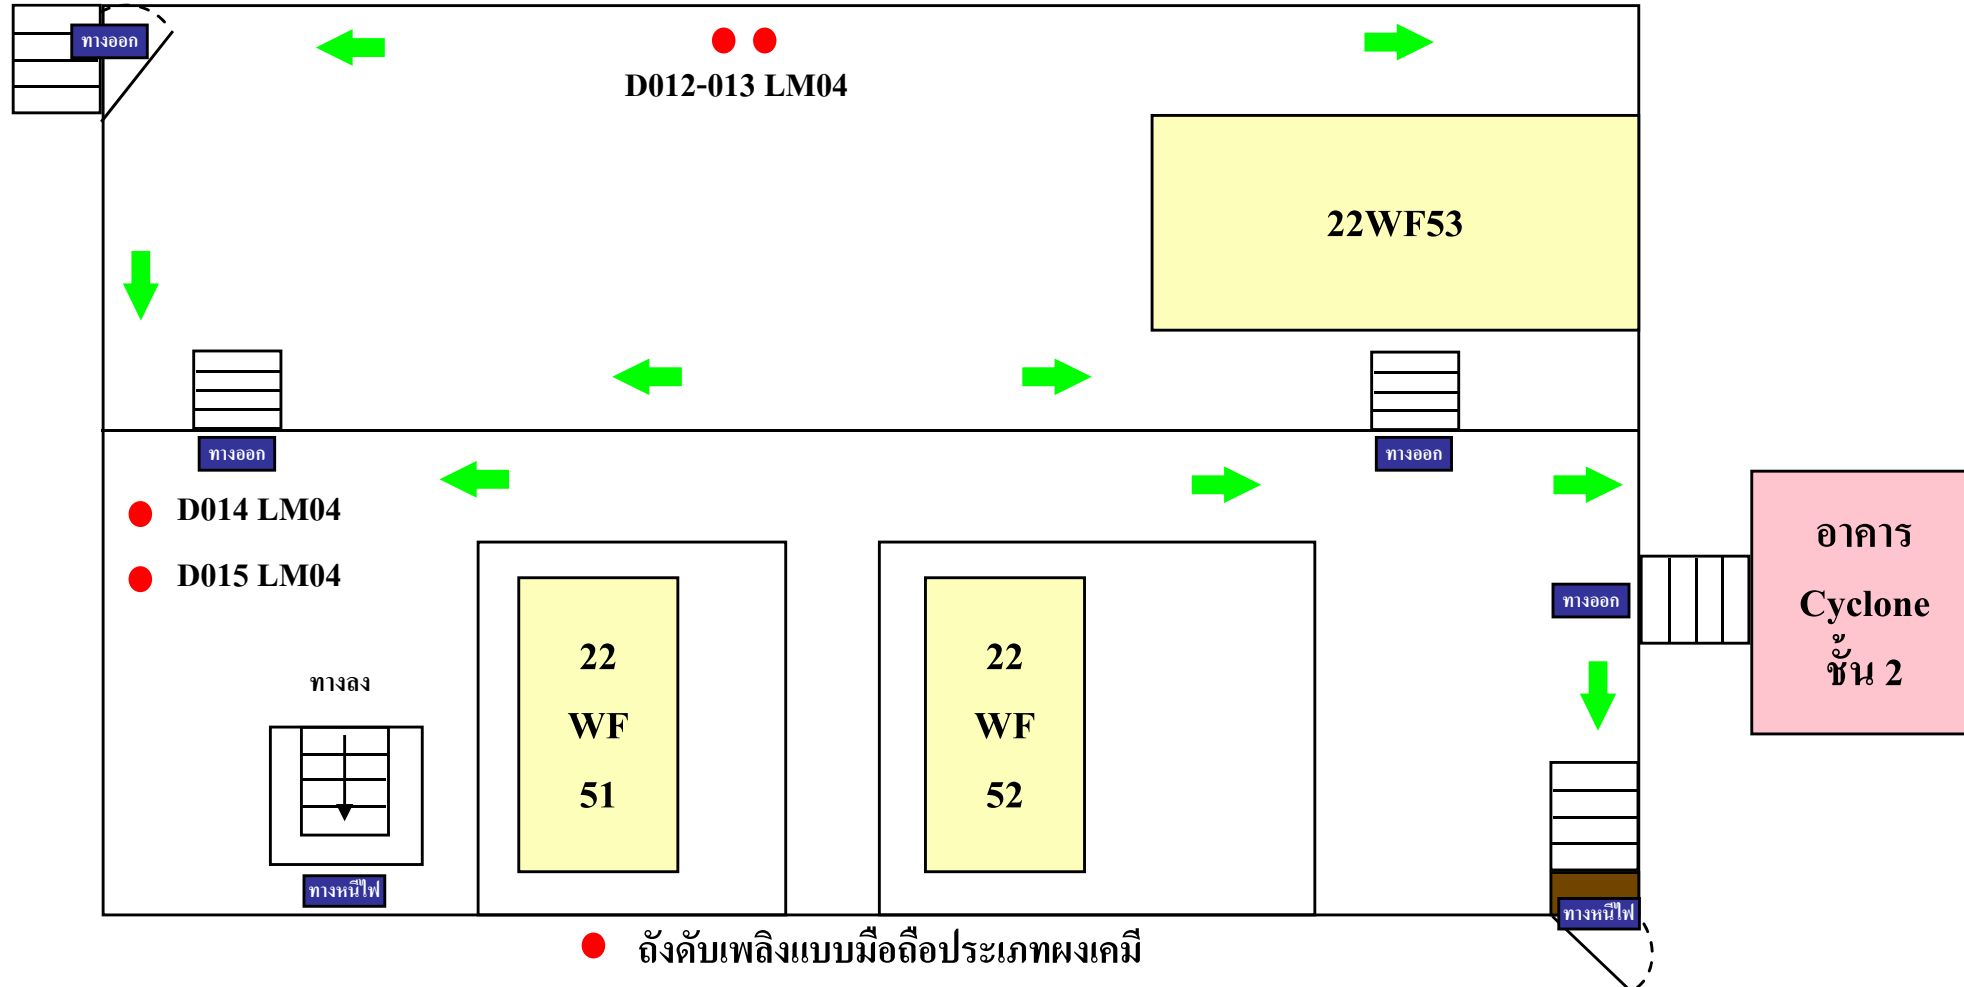 ทางออก
D012-013 LM04
22WF53
ทางออก
ทางออก
D014 LM04
D015 LM04
อาคาร
Cyclone
ชั้น 2
ทางออก
22
WF
51
22
WF
52
ทางลง
ทางหนีไฟ
ทางหนีไฟ
ถังดับเพลิงแบบมือถือประเภทผงเคมี